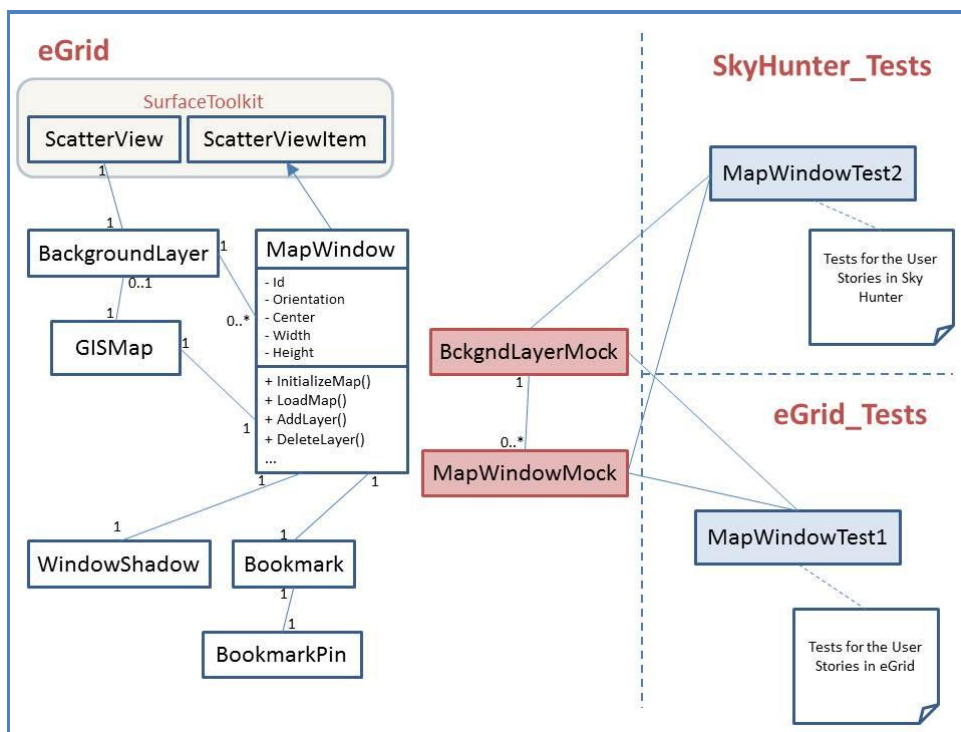 eGrid
SurfaceToolkit
ScatterView
ScatterViewItem
1
1
BackgroundLayer
1
0..1
MapWindow
- Id
- Orientation
- Center
- Width
- Height
+ InitializeMap()
+ LoadMap()
+ AddLayer()
+ DeleteLayer()
...
0..*
1
GISMap
1
1
1
1
1
WindowShadow
1
Bookmark
1
1
BookmarkPin
BckgndLayerMock
1
0..*
MapWindowMock
SkyHunter_Tests
MapWindowTest2
Tests for the User
Stories in Sky
Hunter
eGrid_Tests
MapWindowTest1
Tests for the User
Stories in eGrid